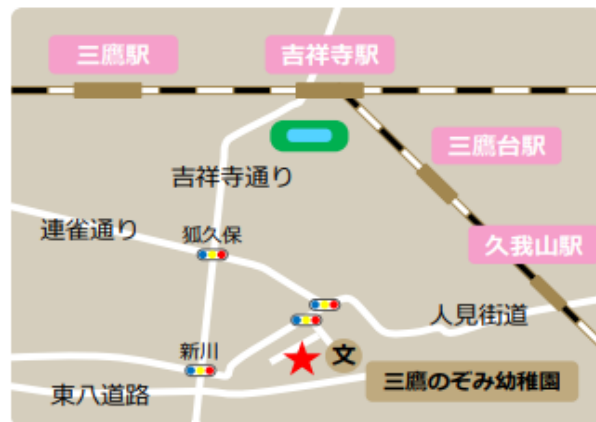 三鷹駅
吉祥寺駅
三鷹台駅
吉祥寺通り
連雀通り
狐久保
久我山駅
人見街道
新川
文
三鷹のぞみ幼稚園
東八道路